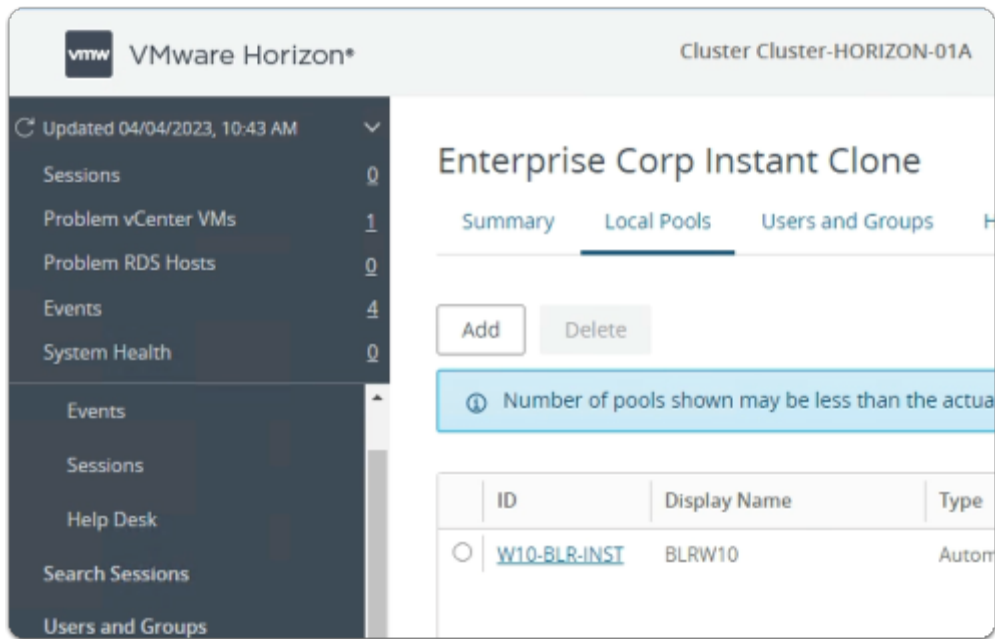 vmw VMware Horizon® Cluster Cluster-HORIZON-01A
Updated 04/04/2023, 10:43 AM
Sessions 0
Problem vCenter VMs 1
Problem RDS Hosts 0
Events 4
System Health 0
Events
Sessions
Help Desk
Search Sessions
Users and Groups
Enterprise Corp Instant Clone
Summary Local Pools Users and Groups H
Add Delete
Number of pools shown may be less than the actua
ID Display Name Type
W10-BLR-INST BLRW10 Autom